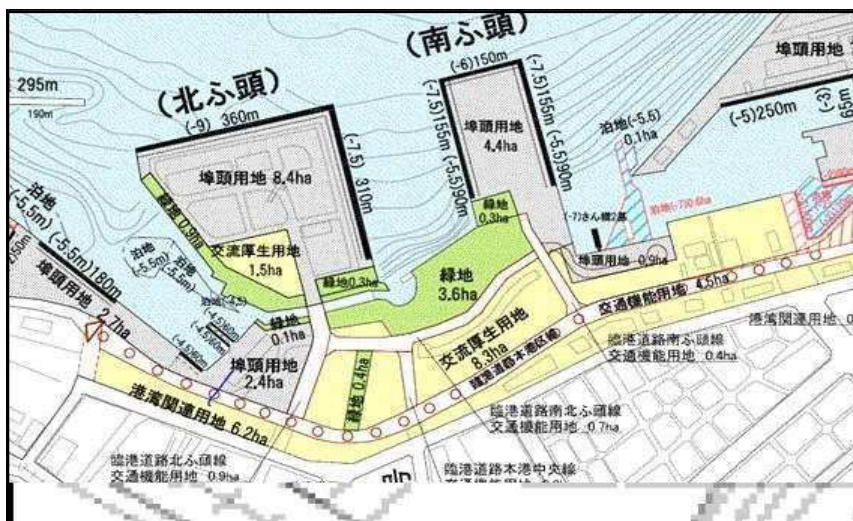 (南ふ頭)
(-6)150m
(北ふ頭)
(-9) 360m
295m
190m
(-7.5)155m
(-5.5)90m
(-7.5)155m
(-5.5)90m
埠頭用地
4.4ha
泊地(-5.5)
0.1ha
(-5)250m
埠頭用地
埠頭用地 8.4ha
(-7.5) 310m
緑地 0.9ha
交流厚生用地
1.5ha
緑地
0.3ha
(-7)さん橋2基
埠頭用地 0.9ha
泊地
(-5.5m)
(-5.5m)180m
埠頭用地 2.7ha
泊地
(-5.5m)
泊地
(-5.5m)
緑地0.3ha
緑地
3.6ha
緑地
0.1ha
埠頭用地
2.4ha
交流厚生用地
8.3ha
交通機能用地 4.5ha
緑地 0.4ha
港湾関連用地 6.2ha
港湾関連用地
臨港道路南ふ頭線
交通機能用地 0.4ha
臨港道路南北ふ頭線
交通機能用地 0.7ha
臨港道路北ふ頭線
交通機能用地 0.9ha
臨港道路本港中央線